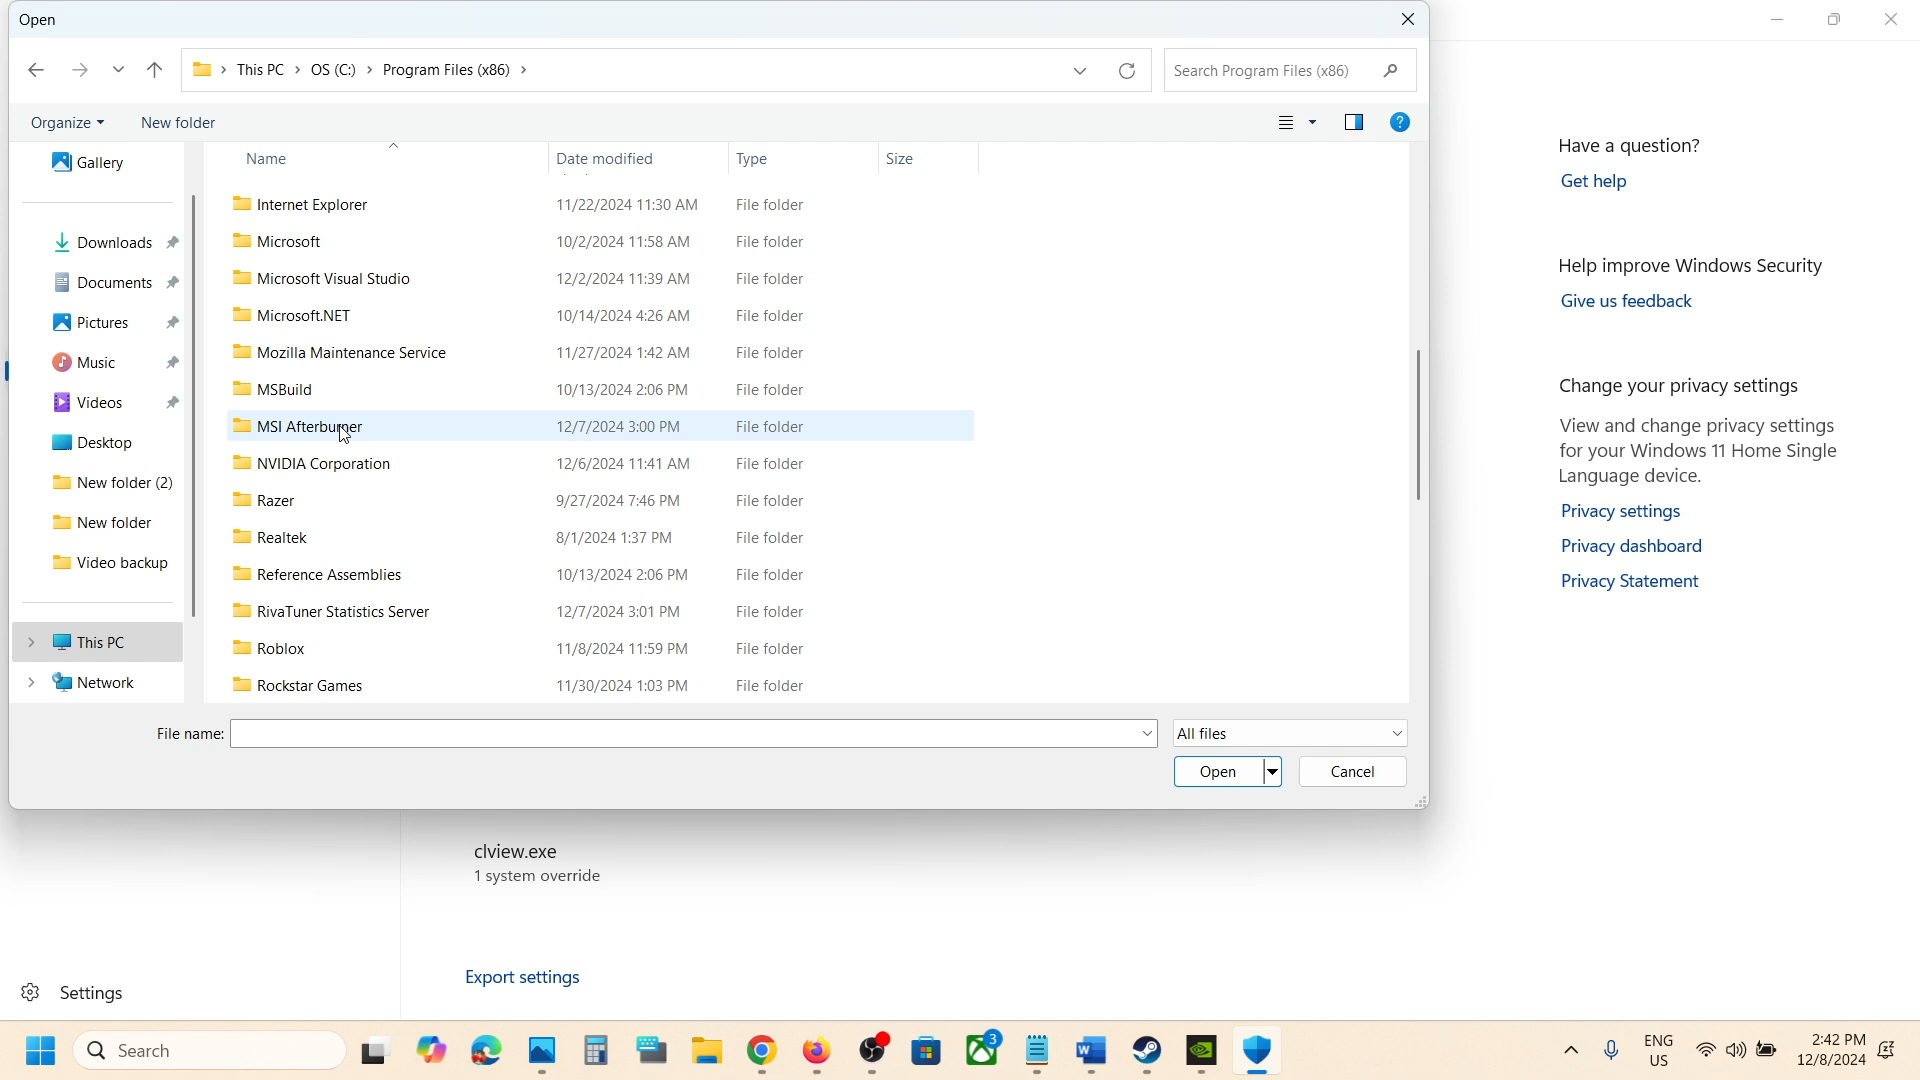 Open
This PC > OS (C:) > Program Files (x86) >
Search Program Files (x86)
Organize
New folder
Name
Date modified
Type
Size
Gallery
Downloads
Documents
Pictures
Music
Videos
Desktop
New folder (2)
New folder
Video backup
This PC
Network
Internet Explorer 11/22/2024 11:30 AM File folder
Microsoft 10/2/2024 11:58 AM File folder
Microsoft Visual Studio 12/2/2024 11:39 AM File folder
Microsoft.NET 10/14/2024 4:26 AM File folder
Mozilla Maintenance Service 11/27/2024 1:42 AM File folder
MSBuild 10/13/2024 2:06 PM File folder
MSI Afterburner 12/7/2024 3:00 PM File folder
NVIDIA Corporation 12/6/2024 11:41 AM File folder
Razer 9/27/2024 7:46 PM File folder
Realtek 8/1/2024 1:37 PM File folder
Reference Assemblies 10/13/2024 2:06 PM File folder
RivaTuner Statistics Server 12/7/2024 3:01 PM File folder
Roblox 11/8/2024 11:59 PM File folder
Rockstar Games 11/30/2024 1:03 PM File folder
File name:
All files
Open
Cancel
Have a question?
Get help
Help improve Windows Security
Give us feedback
Change your privacy settings
View and change privacy settings
for your Windows 11 Home Single
Language device.
Privacy settings
Privacy dashboard
Privacy Statement
clview.exe
1 system override
Export settings
Settings
Search
3
ENG
US
2:42 PM
12/8/2024